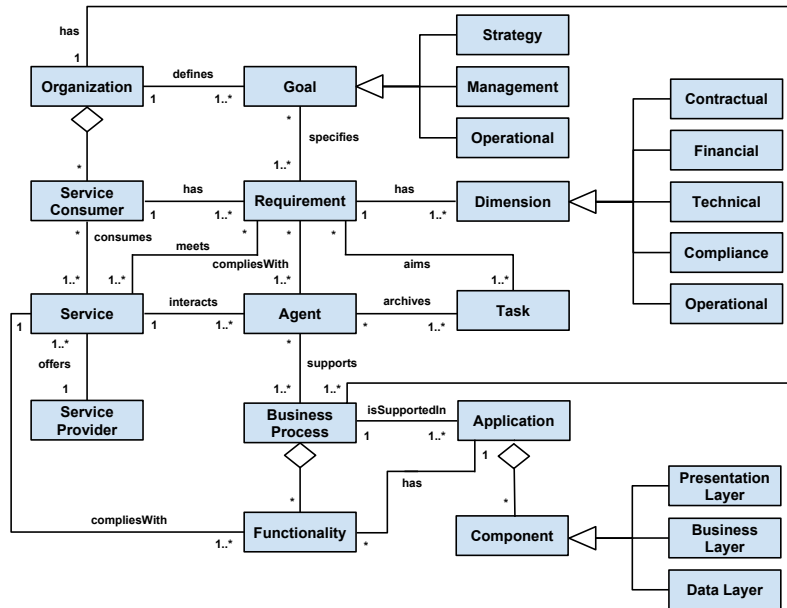 has
1
Organization
defines
1
1..*
Goal
Strategy
Management
Operational
*
specifies
*
1..*
Contractual
Financial
Technical
Compliance
Operational
Service
Consumer
has
1
1..*
Requirement
has
1
1..*
Dimension
*
consumes
meets
*
*
*
compliesWith
aims
1..*
1..*
1..*
1..*
Service
interacts
1
1
1..*
Agent
archives
*
1..*
Task
1..*
offers
1
*
supports
1..*
1..*
Service
Provider
Business
Process
isSupportedIn
1
1..*
Application
1
has
*
*
compliesWith
1..*
Functionality
*
Component
Presentation
Layer
Business
Layer
Data Layer